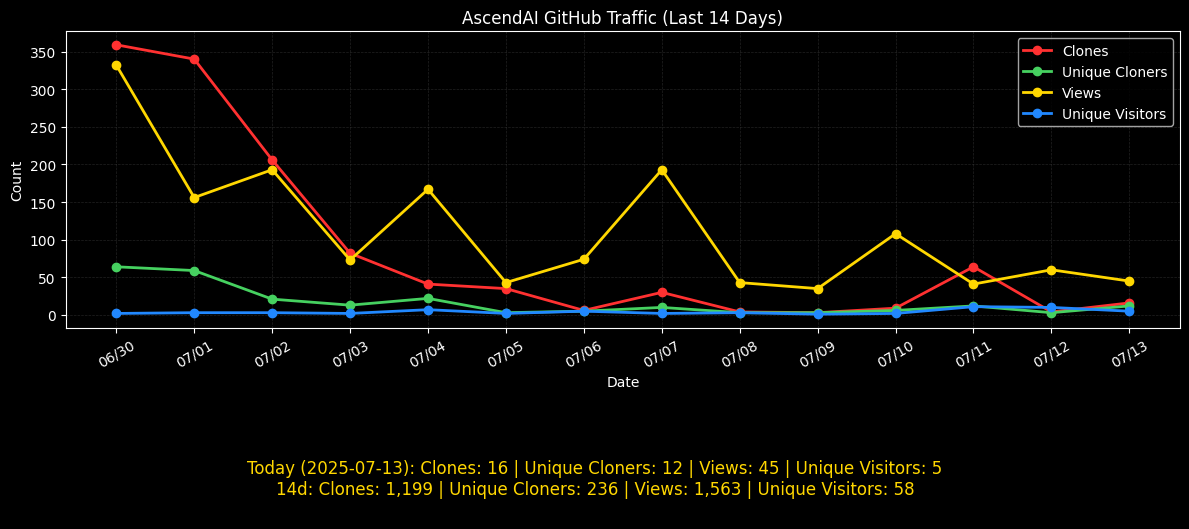 AscendAI GitHub Traffic (Last 14 Days)
Clones
Unique Cloners
Views
Unique Visitors
Count
350
300
250
200
150
100
50
0
06/30 07/01 07/02 07/03 07/04 07/05 07/06 07/07 07/08 07/09 07/10 07/11 07/12 07/13
Date
Today (2025-07-13): Clones: 16 | Unique Cloners: 12 | Views: 45 | Unique Visitors: 5
14d: Clones: 1,199 | Unique Cloners: 236 | Views: 1,563 | Unique Visitors: 58